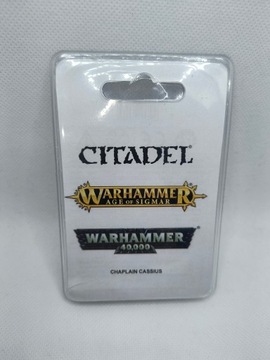 CITADEL
WARHAMMER
AGE OF SIGMAR
WARHAMMER
40,000
CHAPLAIN CASSIUS